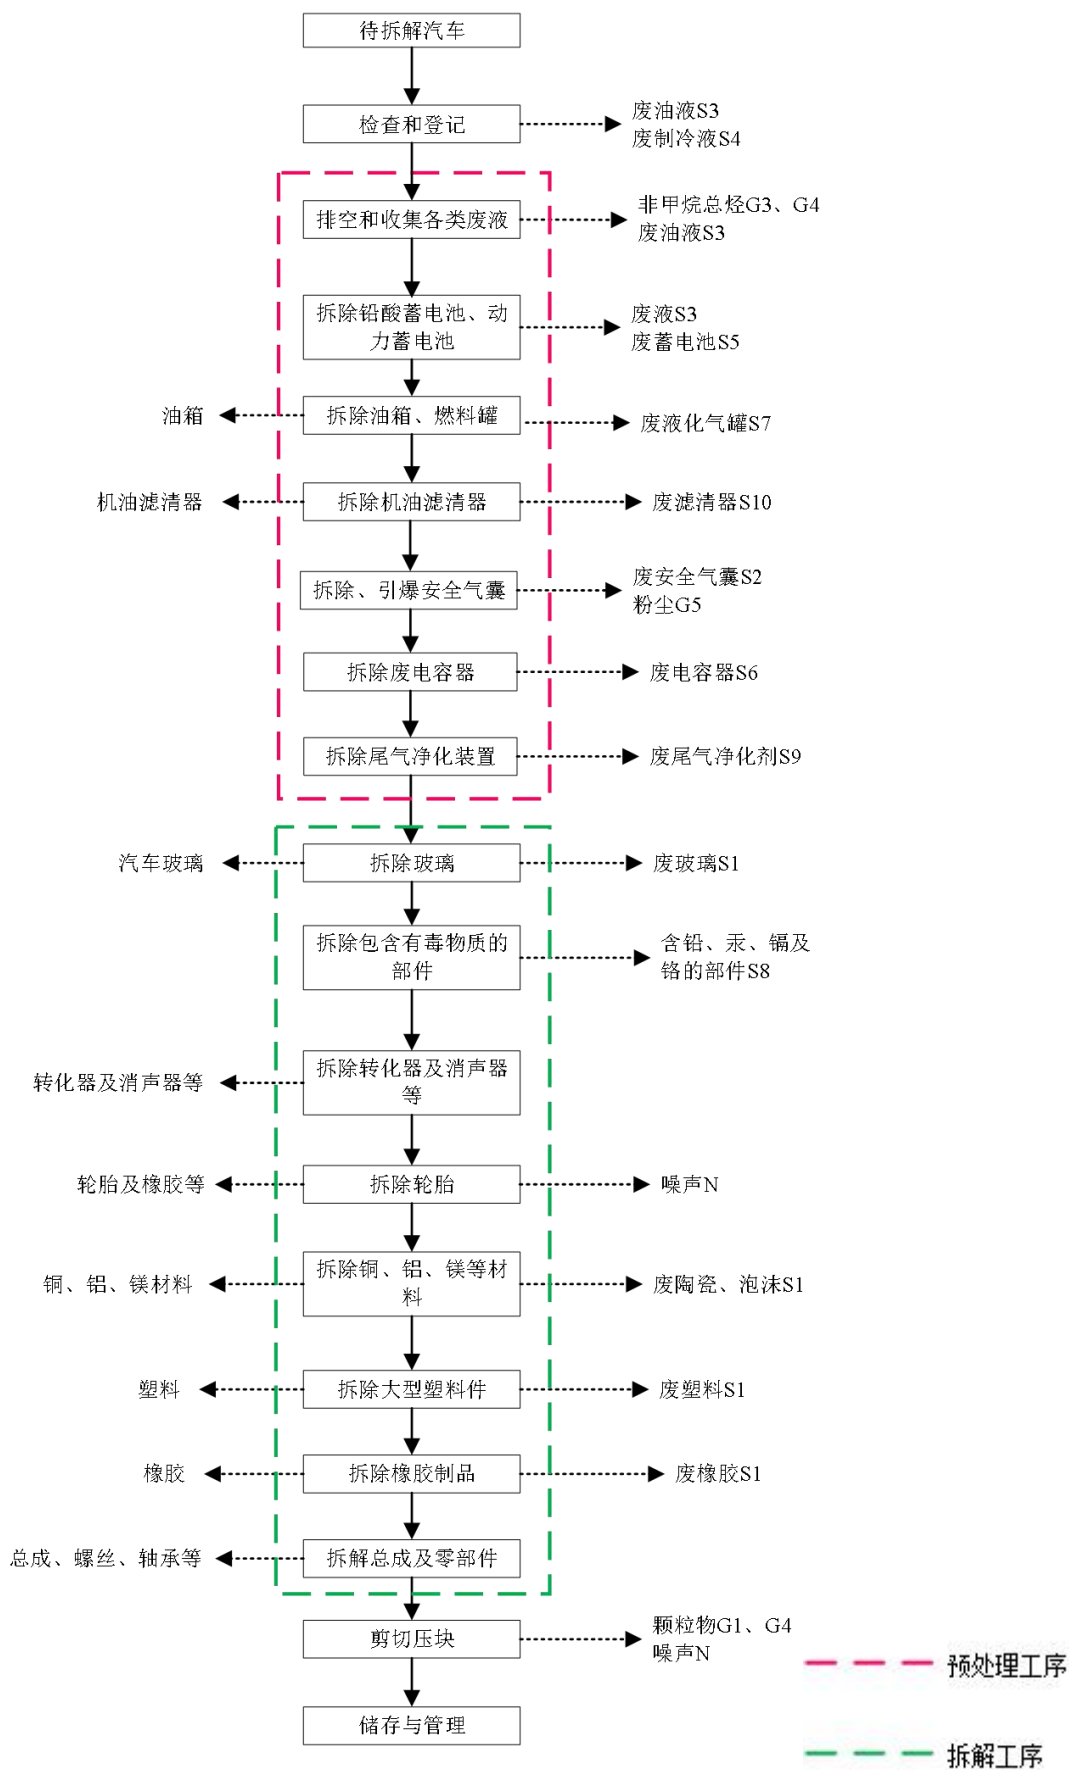 待拆解汽车
检查和登记
废油液S3
废制冷液S4
排空和收集各类废液
非甲烷总烃G3、G4
废油液S3
拆除铅酸蓄电池、动
力蓄电池
废液S3
废蓄电池S5
油箱
拆除油箱、燃料罐
废液化气罐S7
机油滤清器
拆除机油滤清器
废滤清器S10
拆除、引爆安全气囊
废安全气囊S2
粉尘G5
拆除废电容器
废电容器S6
拆除尾气净化装置
废尾气净化剂S9
汽车玻璃
拆除玻璃
废玻璃S1
拆除包含有毒物质的
部件
含铅、汞、镉及
铬的部件S8
转化器及消声器等
拆除转化器及消声器
等
轮胎及橡胶等
拆除轮胎
噪声N
铜、铝、镁材料
拆除铜、铝、镁等材
料
废陶瓷、泡沫S1
塑料
拆除大型塑料件
废塑料S1
橡胶
拆除橡胶制品
废橡胶S1
总成、螺丝、轴承等
拆解总成及零部件
剪切压块
颗粒物G1、G4
噪声N
储存与管理
预处理工序
拆解工序